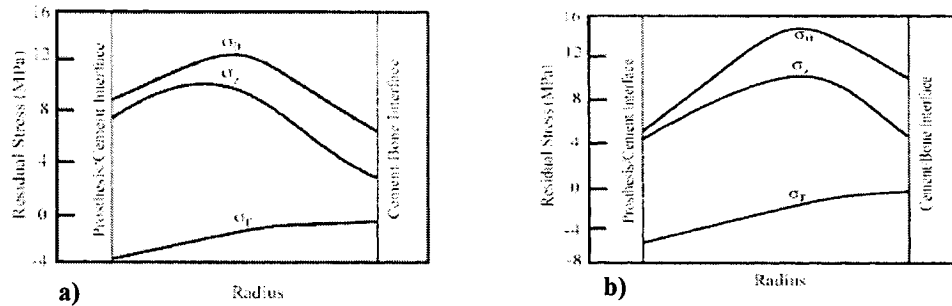 16
12
8
4
0
-4
Residual Stress (MPa)
Prosthesis/Cement Interface
σθ
σz
σr
Cement/Bone Interface
a)
Radius
16
12
8
4
0
-4
-8
Residual Stress (MPa)
Prosthesis/Cement Interface
σθ
σz
σr
Cement/Bone Interface
b)
Radius